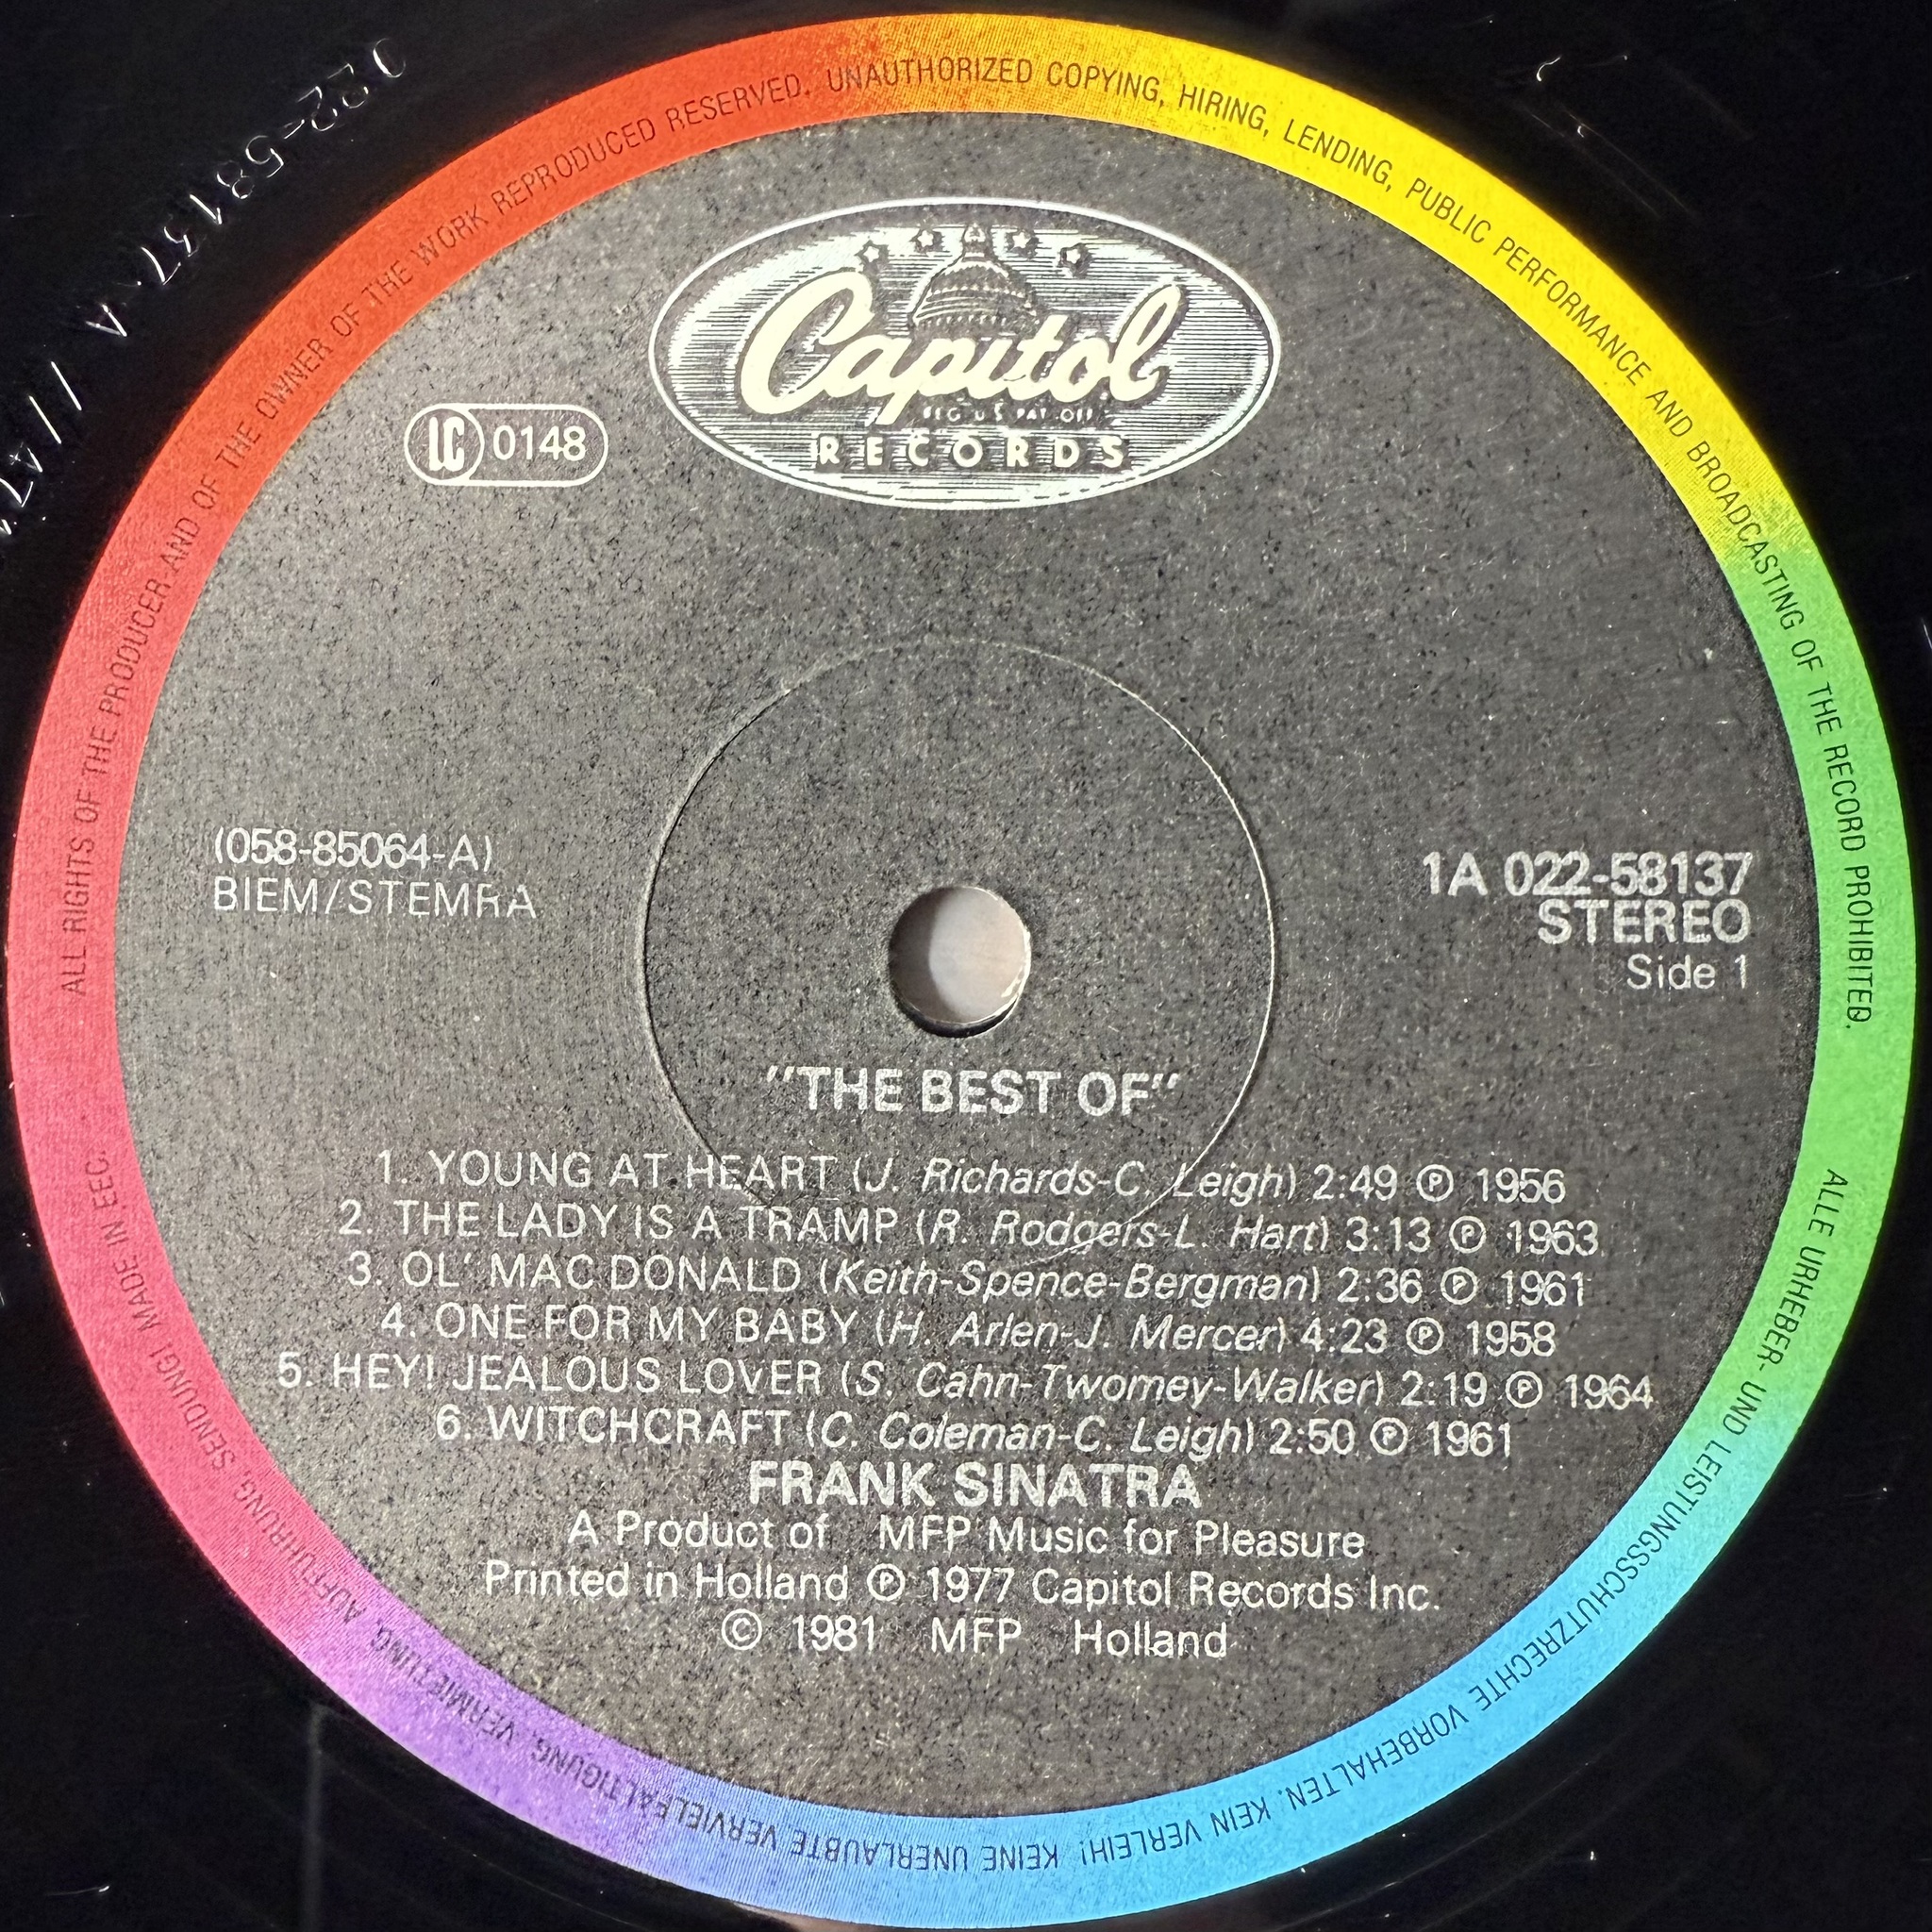 022-58137-A
ALL RIGHTS OF THE PRODUCER AND OF THE OWNER OF THE WORK REPRODUCED RESERVED. UNAUTHORIZED COPYING, HIRING, LENDING, PUBLIC PERFORMANCE AND BROADCASTING OF THE RECORD PROHIBITED.
Capitol
REG. U.S. PAT. OFF.
RECORDS
LC 0148
(058-85064-A)
BIEM/STEMRA
1A 022-58137
STEREO
Side 1
"THE BEST OF"
1. YOUNG AT HEART (J. Richards-C. Leigh) 2:49 Ⓟ 1956
2. THE LADY IS A TRAMP (R. Rodgers-L. Hart) 3:13 Ⓟ 1963
3. OL' MAC DONALD (Keith-Spence-Bergman) 2:36 Ⓟ 1961
4. ONE FOR MY BABY (H. Arlen-J. Mercer) 4:23 Ⓟ 1958
5. HEY! JEALOUS LOVER (S. Cahn-Twomey-Walker) 2:19 Ⓟ 1964
6. WITCHCRAFT (C. Coleman-C. Leigh) 2:50 Ⓟ 1961
FRANK SINATRA
A Product of MFP Music for Pleasure
Printed in Holland Ⓟ 1977 Capitol Records Inc.
© 1981 MFP Holland
ALLE URHEBER- UND LEISTUNGSSCHUTZRECHTE VORBEHALTEN. KEIN VERLEIH! KEINE UNERLAUBTE VERVIELFÄLTIGUNG, VERMIETUNG, AUFFÜHRUNG, SENDUNG! MADE IN EEC.